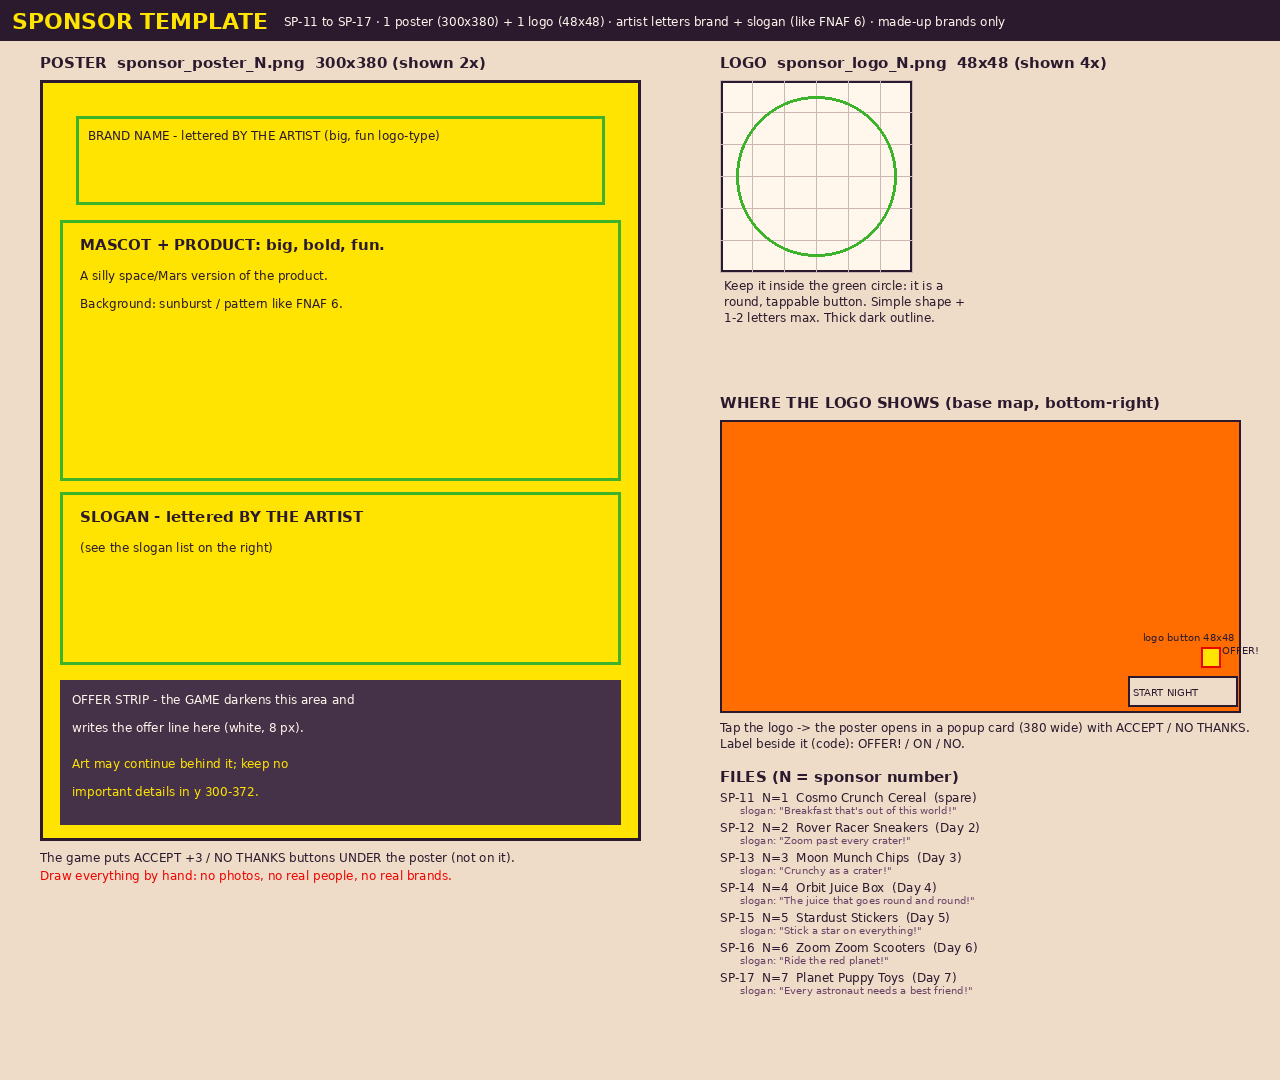 SPONSOR TEMPLATE SP-11 to SP-17 · 1 poster (300x380) + 1 logo (48x48) · artist letters brand + slogan (like FNAF 6) · made-up brands only
POSTER sponsor_poster_N.png 300x380 (shown 2x)
BRAND NAME - lettered BY THE ARTIST (big, fun logo-type)
MASCOT + PRODUCT: big, bold, fun.
A silly space/Mars version of the product.
Background: sunburst / pattern like FNAF 6.
SLOGAN - lettered BY THE ARTIST
(see the slogan list on the right)
OFFER STRIP - the GAME darkens this area and
writes the offer line here (white, 8 px).
Art may continue behind it; keep no
important details in y 300-372.
The game puts ACCEPT +3 / NO THANKS buttons UNDER the poster (not on it).
Draw everything by hand: no photos, no real people, no real brands.
LOGO sponsor_logo_N.png 48x48 (shown 4x)
Keep it inside the green circle: it is a
round, tappable button. Simple shape +
1-2 letters max. Thick dark outline.
WHERE THE LOGO SHOWS (base map, bottom-right)
logo button 48x48
OFFER!
START NIGHT
Tap the logo -> the poster opens in a popup card (380 wide) with ACCEPT / NO THANKS.
Label beside it (code): OFFER! / ON / NO.
FILES (N = sponsor number)
SP-11 N=1 Cosmo Crunch Cereal (spare)
slogan: "Breakfast that's out of this world!"
SP-12 N=2 Rover Racer Sneakers (Day 2)
slogan: "Zoom past every crater!"
SP-13 N=3 Moon Munch Chips (Day 3)
slogan: "Crunchy as a crater!"
SP-14 N=4 Orbit Juice Box (Day 4)
slogan: "The juice that goes round and round!"
SP-15 N=5 Stardust Stickers (Day 5)
slogan: "Stick a star on everything!"
SP-16 N=6 Zoom Zoom Scooters (Day 6)
slogan: "Ride the red planet!"
SP-17 N=7 Planet Puppy Toys (Day 7)
slogan: "Every astronaut needs a best friend!"